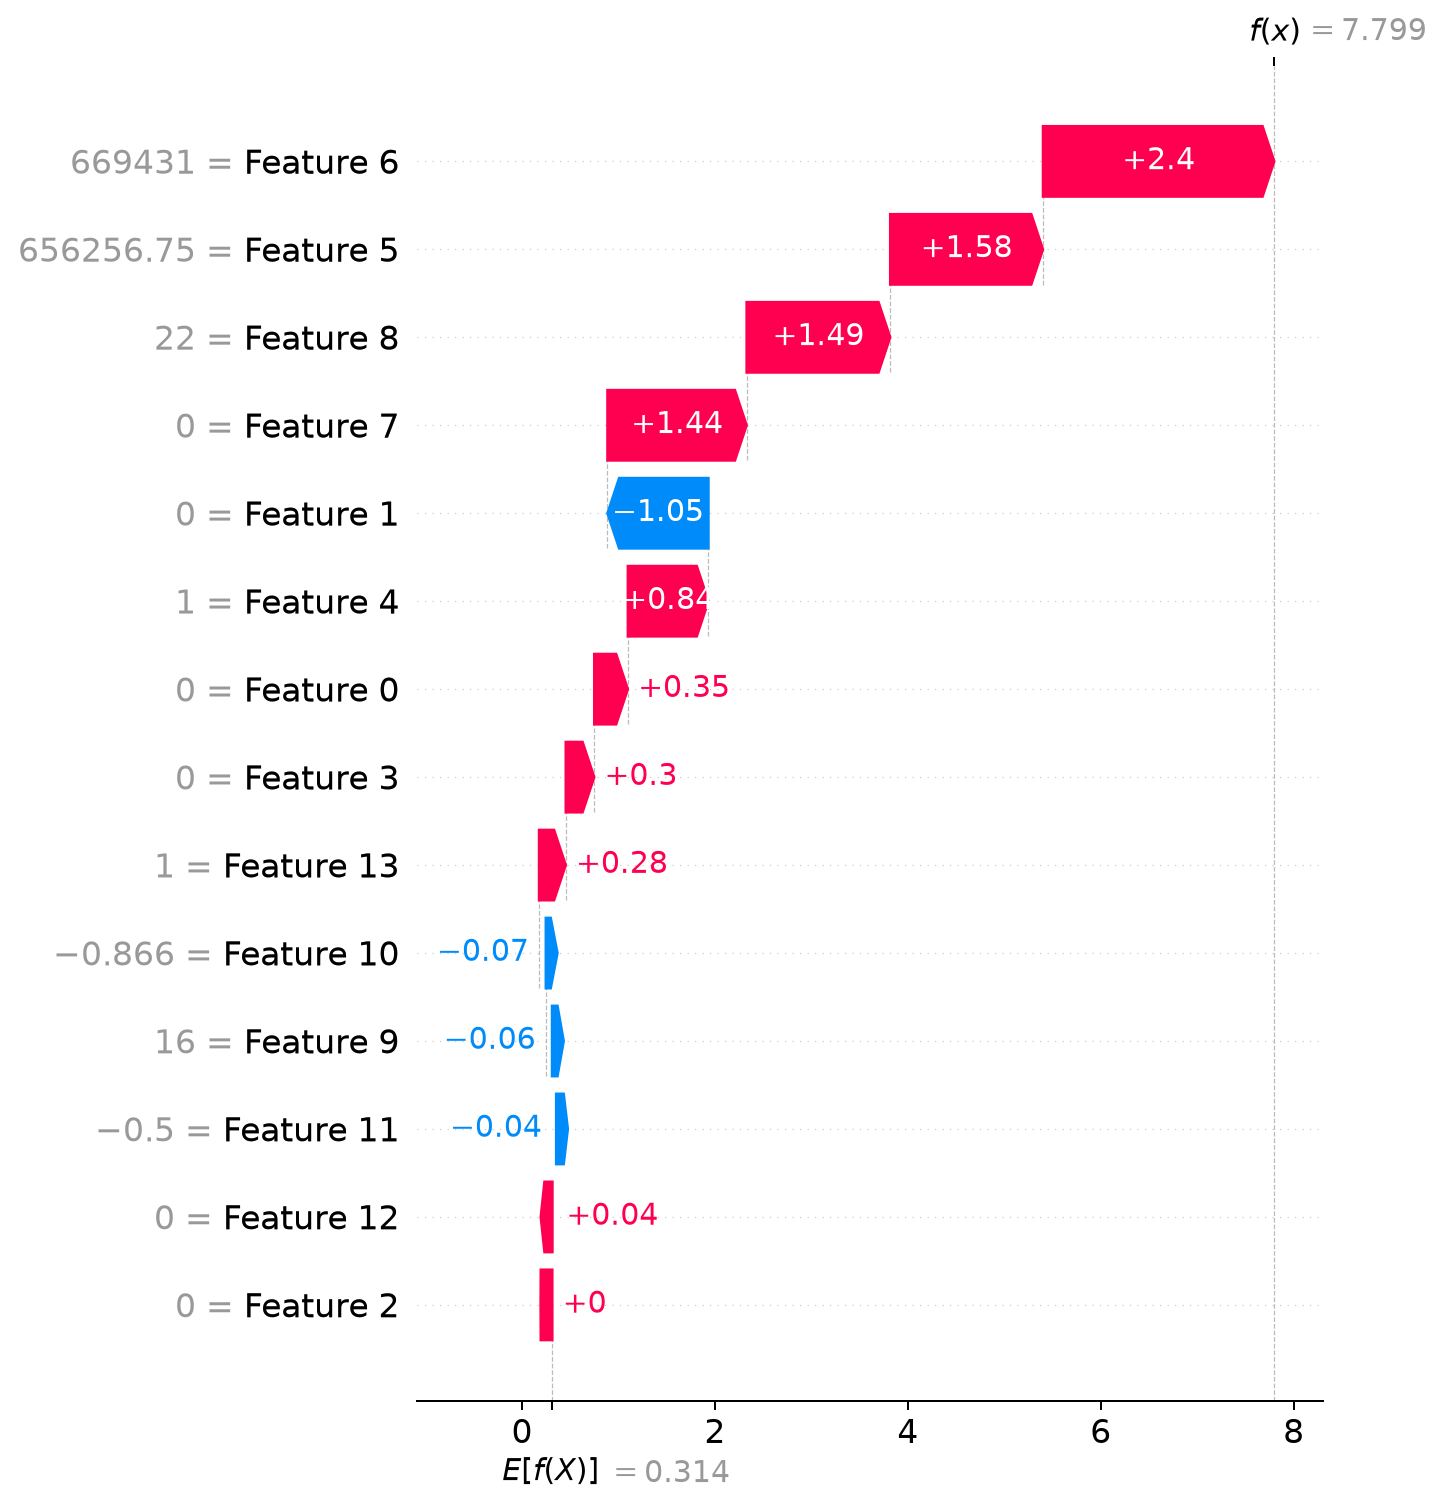 f(x) = 7.799
669431 = Feature 6 +2.4
656256.75 = Feature 5 +1.58
22 = Feature 8 +1.49
0 = Feature 7 +1.44
0 = Feature 1 −1.05
1 = Feature 4 +0.84
0 = Feature 0 +0.35
0 = Feature 3 +0.3
1 = Feature 13 +0.28
−0.866 = Feature 10 −0.07
16 = Feature 9 −0.06
−0.5 = Feature 11 −0.04
0 = Feature 12 +0.04
0 = Feature 2 +0
0 2 4 6 8
E[f(X)] = 0.314